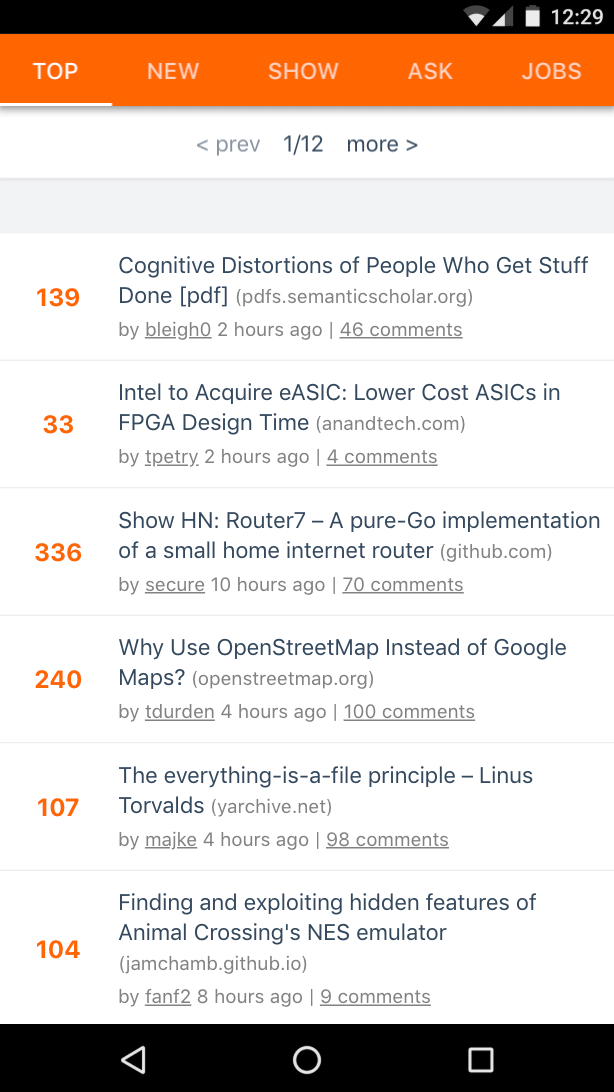 12:29
TOP NEW SHOW ASK JOBS
< prev 1/12 more >
Cognitive Distortions of People Who Get Stuff
139
Done [pdf] (pdfs.semanticscholar.org)
by bleigh0 2 hours ago | 46 comments
Intel to Acquire eASIC: Lower Cost ASICs in
33
FPGA Design Time (anandtech.com)
by tpetry 2 hours ago | 4 comments
Show HN: Router7 – A pure-Go implementation
336
of a small home internet router (github.com)
by secure 10 hours ago | 70 comments
Why Use OpenStreetMap Instead of Google
240
Maps? (openstreetmap.org)
by tdurden 4 hours ago | 100 comments
The everything-is-a-file principle – Linus
107
Torvalds (yarchive.net)
by majke 4 hours ago | 98 comments
Finding and exploiting hidden features of
Animal Crossing's NES emulator
104
(jamchamb.github.io)
by fanf2 8 hours ago | 9 comments